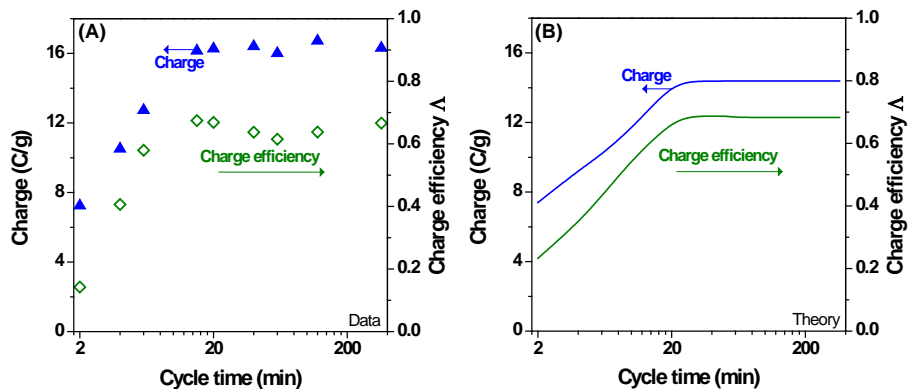 (A)
Charge
Charge efficiency
Data
Charge (C/g)
0
4
8
12
16
Charge efficiency Λ
0.0
0.2
0.4
0.6
0.8
1.0
2
20
200
Cycle time (min)
(B)
Charge
Charge efficiency
Theory
Charge (C/g)
0
4
8
12
16
Charge efficiency Λ
0.0
0.2
0.4
0.6
0.8
1.0
2
20
200
Cycle time (min)